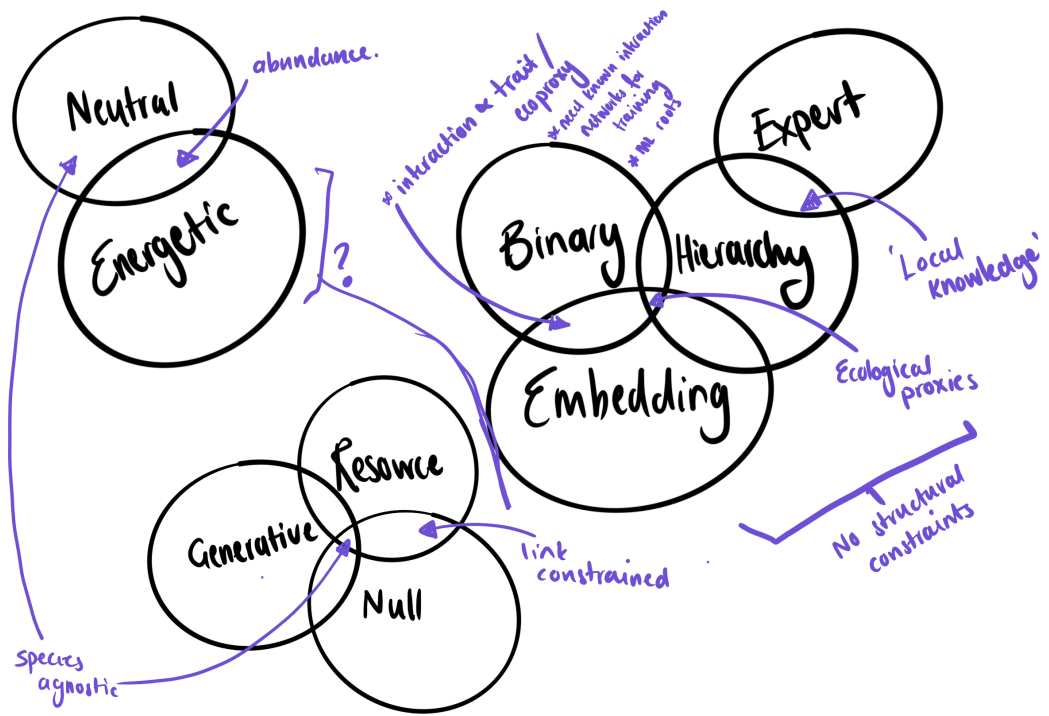 Neutral
abundance.
Energetic
?
* interaction ∝ trait /
ecoproxy
* need known interaction
networks for
training
* ML roots
Expert
Binary
Hierarchy
'Local
knowledge'
Embedding
Ecological
proxies
No structural
constraints
Resource
Generative
link
constrained
Null
species
agnostic